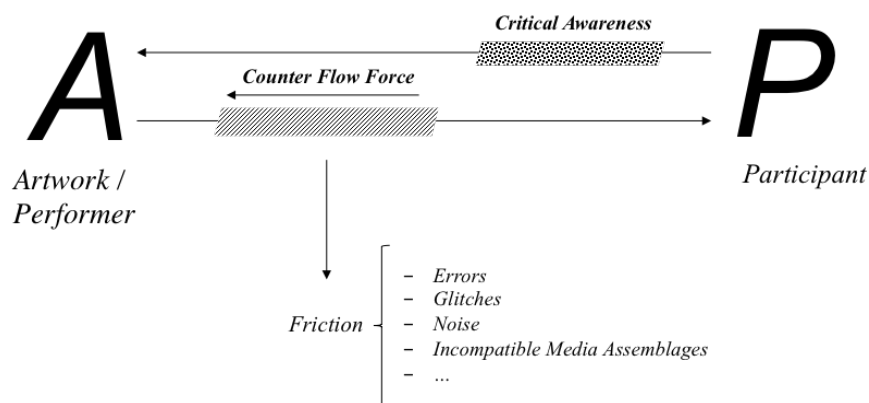 Critical Awareness
A
P
Counter Flow Force
Artwork /
Performer
Participant
Friction
– Errors
– Glitches
– Noise
– Incompatible Media Assemblages
– ...